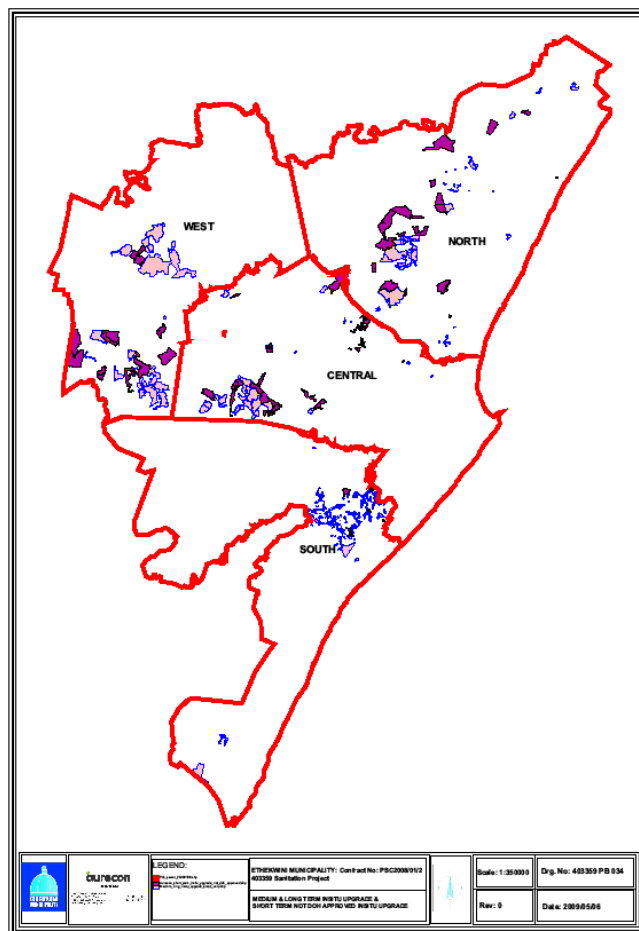 WEST
NORTH
CENTRAL
SOUTH
aurecon
LEGEND:
ETHEKWINI MUNICIPALITY: Contract No: PSC2008/01/2
403359 Sanitation Project
MEDIUM & LONG TERM INSITU UPGRADE &
SHORT TERM NOT DOH APPROVED INSITU UPGRADE
Scale: 1:350000
Drg. No: 403359 PB 034
Rev: 0
Date: 2009/05/06